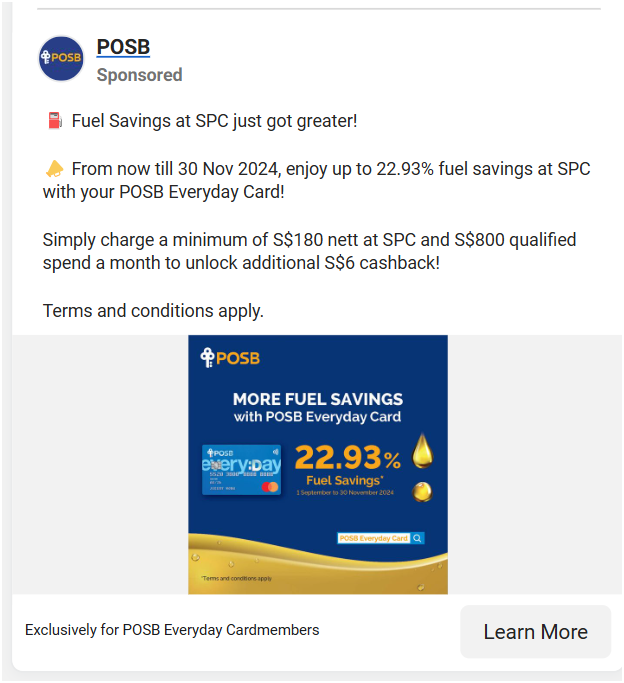 POSB
POSB
Sponsored
Fuel Savings at SPC just got greater!
From now till 30 Nov 2024, enjoy up to 22.93% fuel savings at SPC
with your POSB Everyday Card!
Simply charge a minimum of S$180 nett at SPC and S$800 qualified
spend a month to unlock additional S$6 cashback!
Terms and conditions apply.
POSB
MORE FUEL SAVINGS
with POSB Everyday Card
POSB
everyday
22.93%
Fuel Savings*
1 September to 30 November 2024
POSB Everyday Card
*Terms and conditions apply
Exclusively for POSB Everyday Cardmembers
Learn More